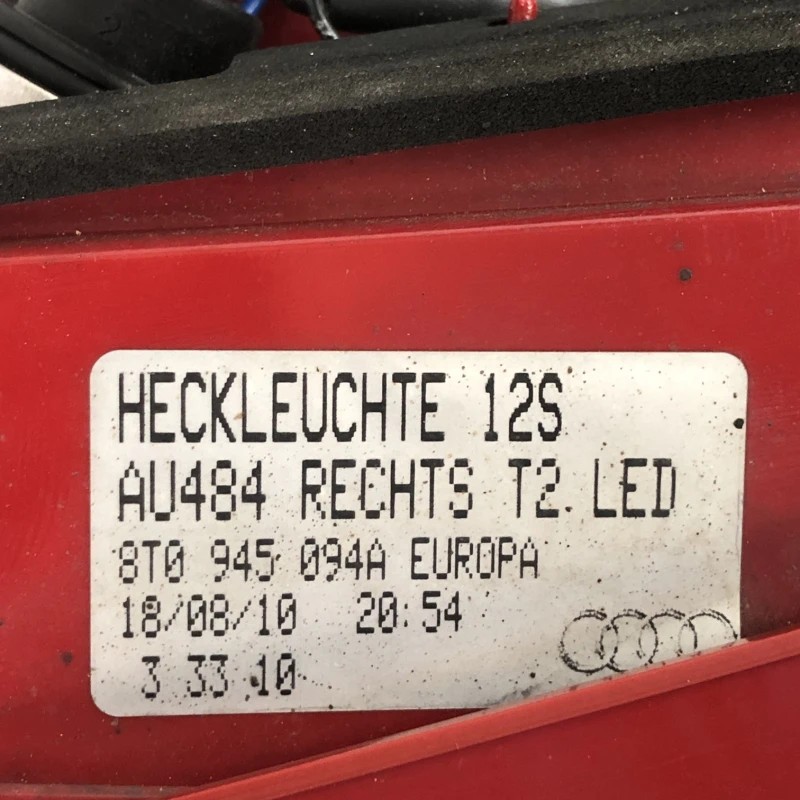 HECKLEUCHTE 12S
AU484 RECHTS T2 LED
8T0 945 094A EUROPA
18/08/10 20:54
3 33 10